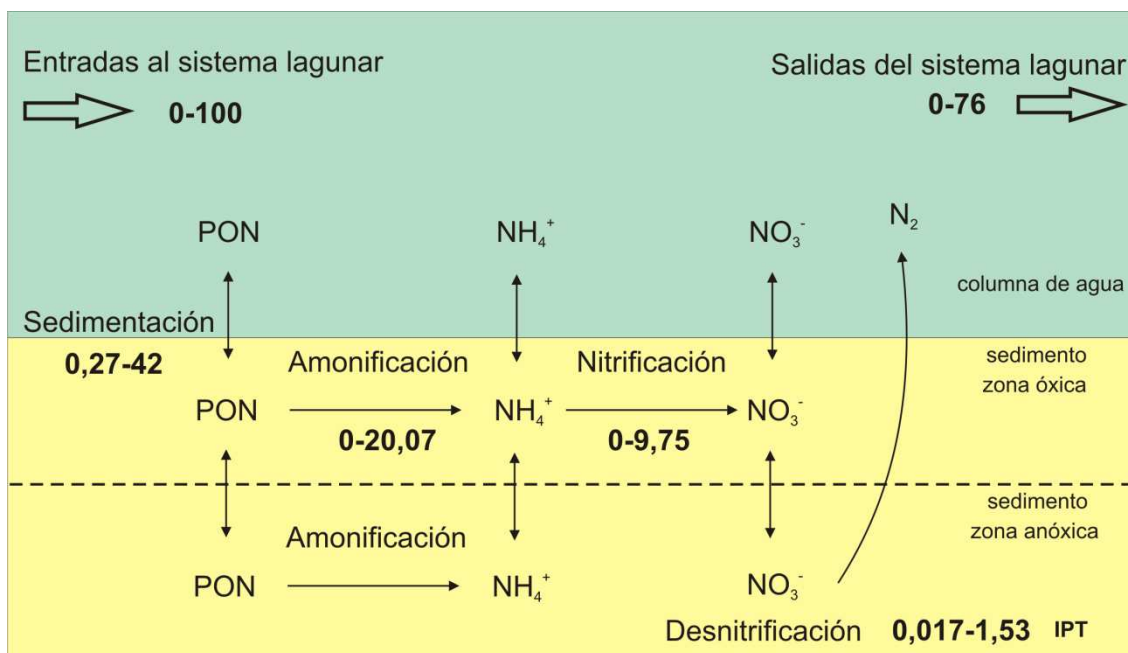 Entradas al sistema lagunar
0-100
Salidas del sistema lagunar
0-76
PON
NH₄⁺
NO₃⁻
N₂
columna de agua
Sedimentación
0,27-42
Amonificación
Nitrificación
sedimento
zona óxica
PON
NH₄⁺
NO₃⁻
0-20,07
0-9,75
sedimento
zona anóxica
Amonificación
PON
NH₄⁺
NO₃⁻
Desnitrificación 0,017-1,53 IPT